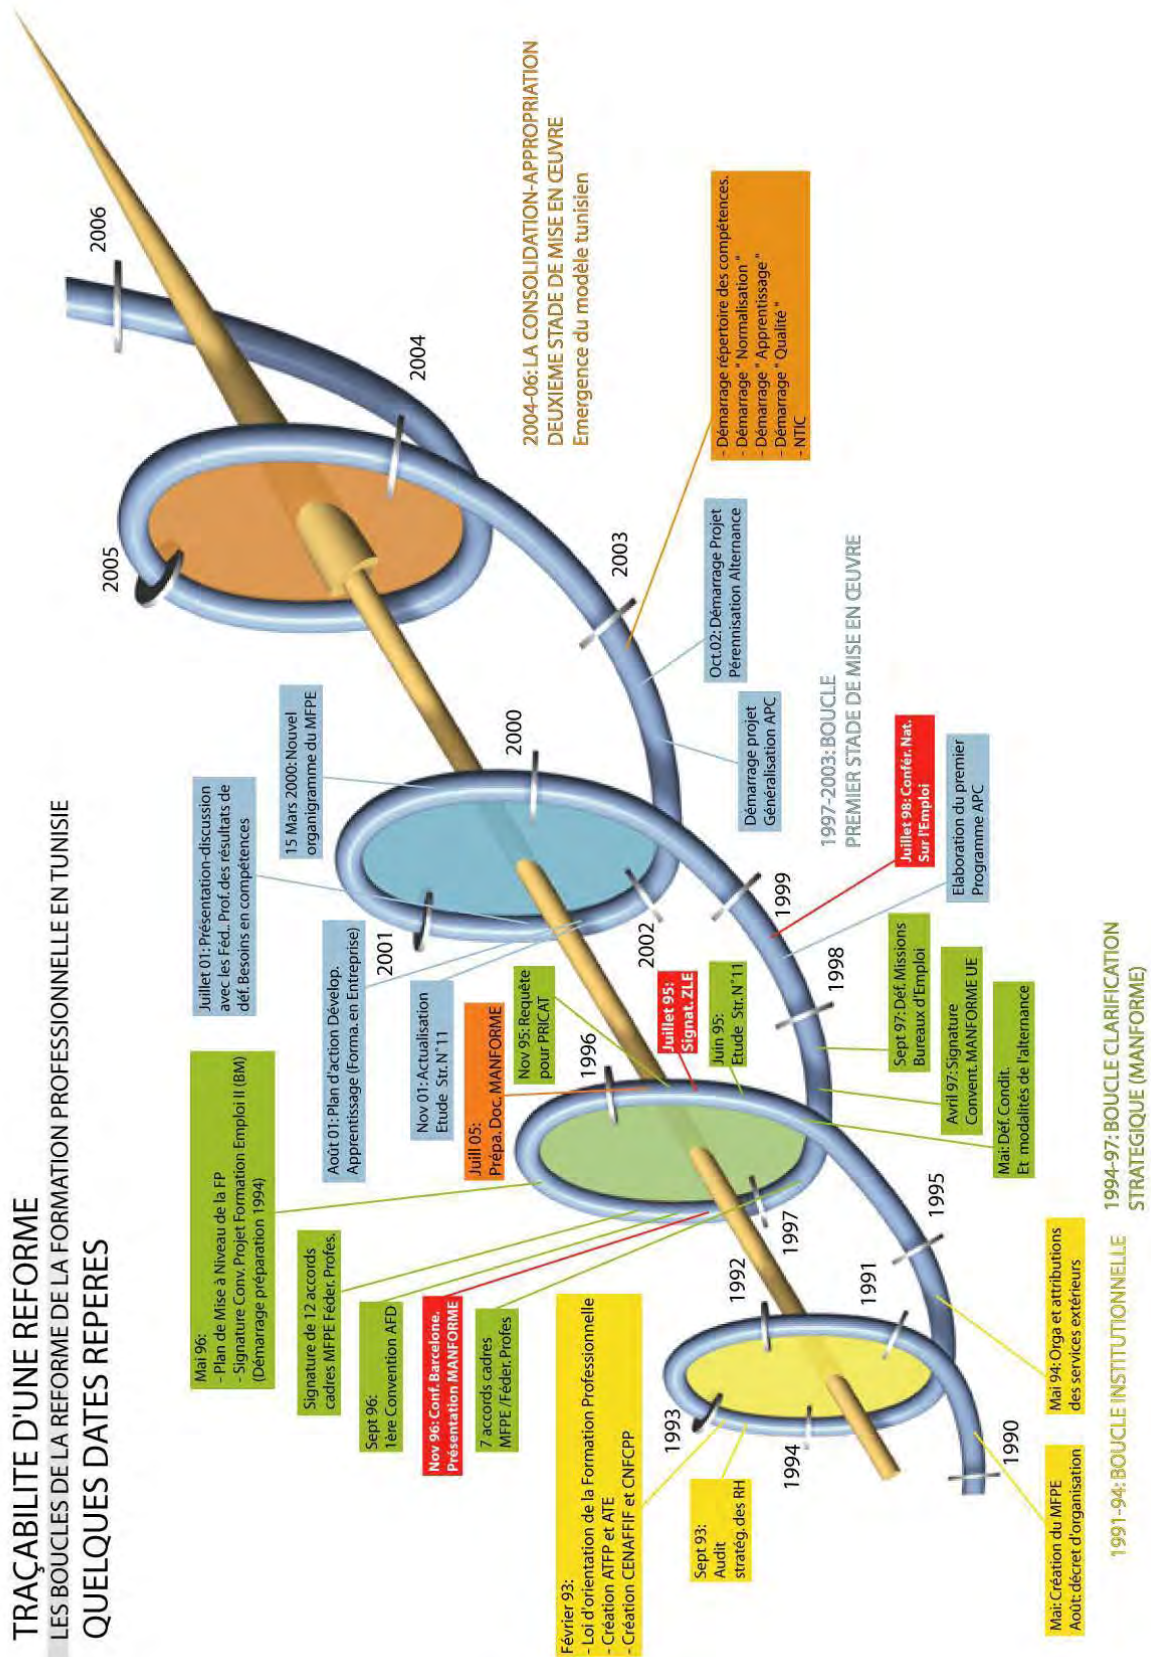 TRAÇABILITE D'UNE REFORME
LES BOUCLES DE LA REFORME DE LA FORMATION PROFESSIONNELLE EN TUNISIE
QUELQUES DATES REPERES
Mai 96:
- Plan de Mise à Niveau de la FP
- Signature Conv. Projet Formation Emploi II (BM)
(Démarrage préparation 1994)
Signature de 12 accords
cadres MFPE Féder. Profes.
Sept 96:
1ère Convention AFD
Nov 96: Conf. Barcelone.
Présentation MANFORME
7 accords cadres
MFPE /Féder. Profes
Février 93:
- Loi d'orientation de la Formation Professionnelle
- Création ATFP et ATE
- Création CENAFFIF et CNFCPP
Sept 93:
Audit
stratég. des RH
Juillet 01: Présentation-discussion
avec les Féd.. Prof. des résultats de
déf. Besoins en compétences
15 Mars 2000: Nouvel
organigramme du MFPE
Août 01: Plan d'action Dévelop.
Apprentissage (Forma. en Entreprise)
Nov 01: Actualisation
Etude Str. N°11
Juill 05:
Prépa. Doc. MANFORME
Nov 95: Requête
pour PRICAT
Juillet 95:
Signat. ZLE
Juin 95:
Etude Str. N°11
1990
1991
1992
1993
1994
1995
1996
1997
1998
1999
2000
2001
2002
2003
2004
2005
2006
Mai: Création du MFPE
Août: décret d'organisation
Mai 94: Orga et attributions
des services extérieurs
Mai: Déf. Condit.
Et modalités de l'alternance
Avril 97: Signature
Convent. MANFORME UE
Sept 97: Déf. Missions
Bureaux d'Emploi
Elaboration du premier
Programme APC
Juillet 98: Confér. Nat.
Sur l'Emploi
Démarrage projet
Généralisation APC
Oct.02: Démarrage Projet
Pérennisation Alternance
- Démarrage répertoire des compétences.
- Démarrage " Normalisation "
- Démarrage " Apprentissage "
- Démarrage " Qualité "
- NTIC
1991-94: BOUCLE INSTITUTIONNELLE
1994-97: BOUCLE CLARIFICATION
STRATEGIQUE (MANFORME)
1997-2003: BOUCLE
PREMIER STADE DE MISE EN ŒUVRE
2004-06: LA CONSOLIDATION-APPROPRIATION
DEUXIEME STADE DE MISE EN ŒUVRE
Emergence du modèle tunisien